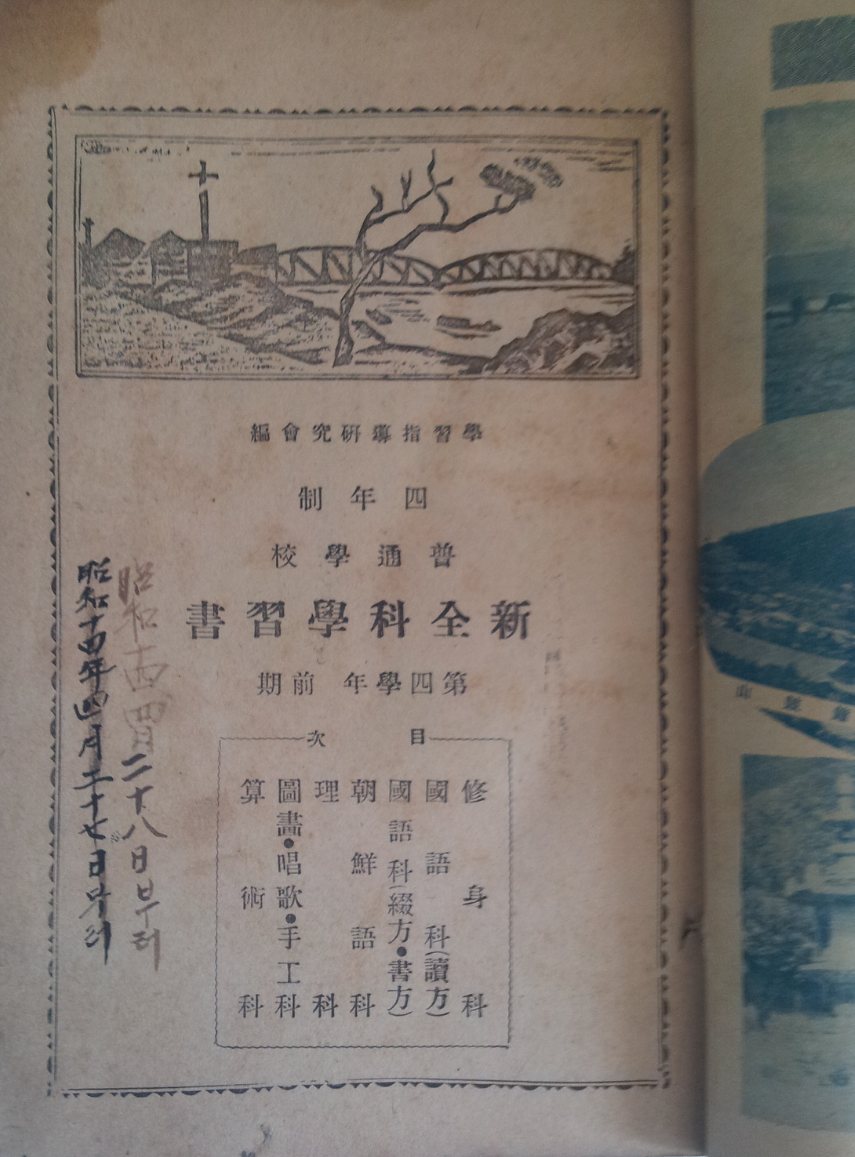 學習指導硏究會編
四年制
普通學校
新全科學習書
第四學年前期
目次
修身科
國語科(讀方)
國語科(綴方●書方)
朝鮮語科
理科
圖畵●唱歌●手工科
算術科
昭和十四四月二十八日부터
昭和十四年四月二十七日부터